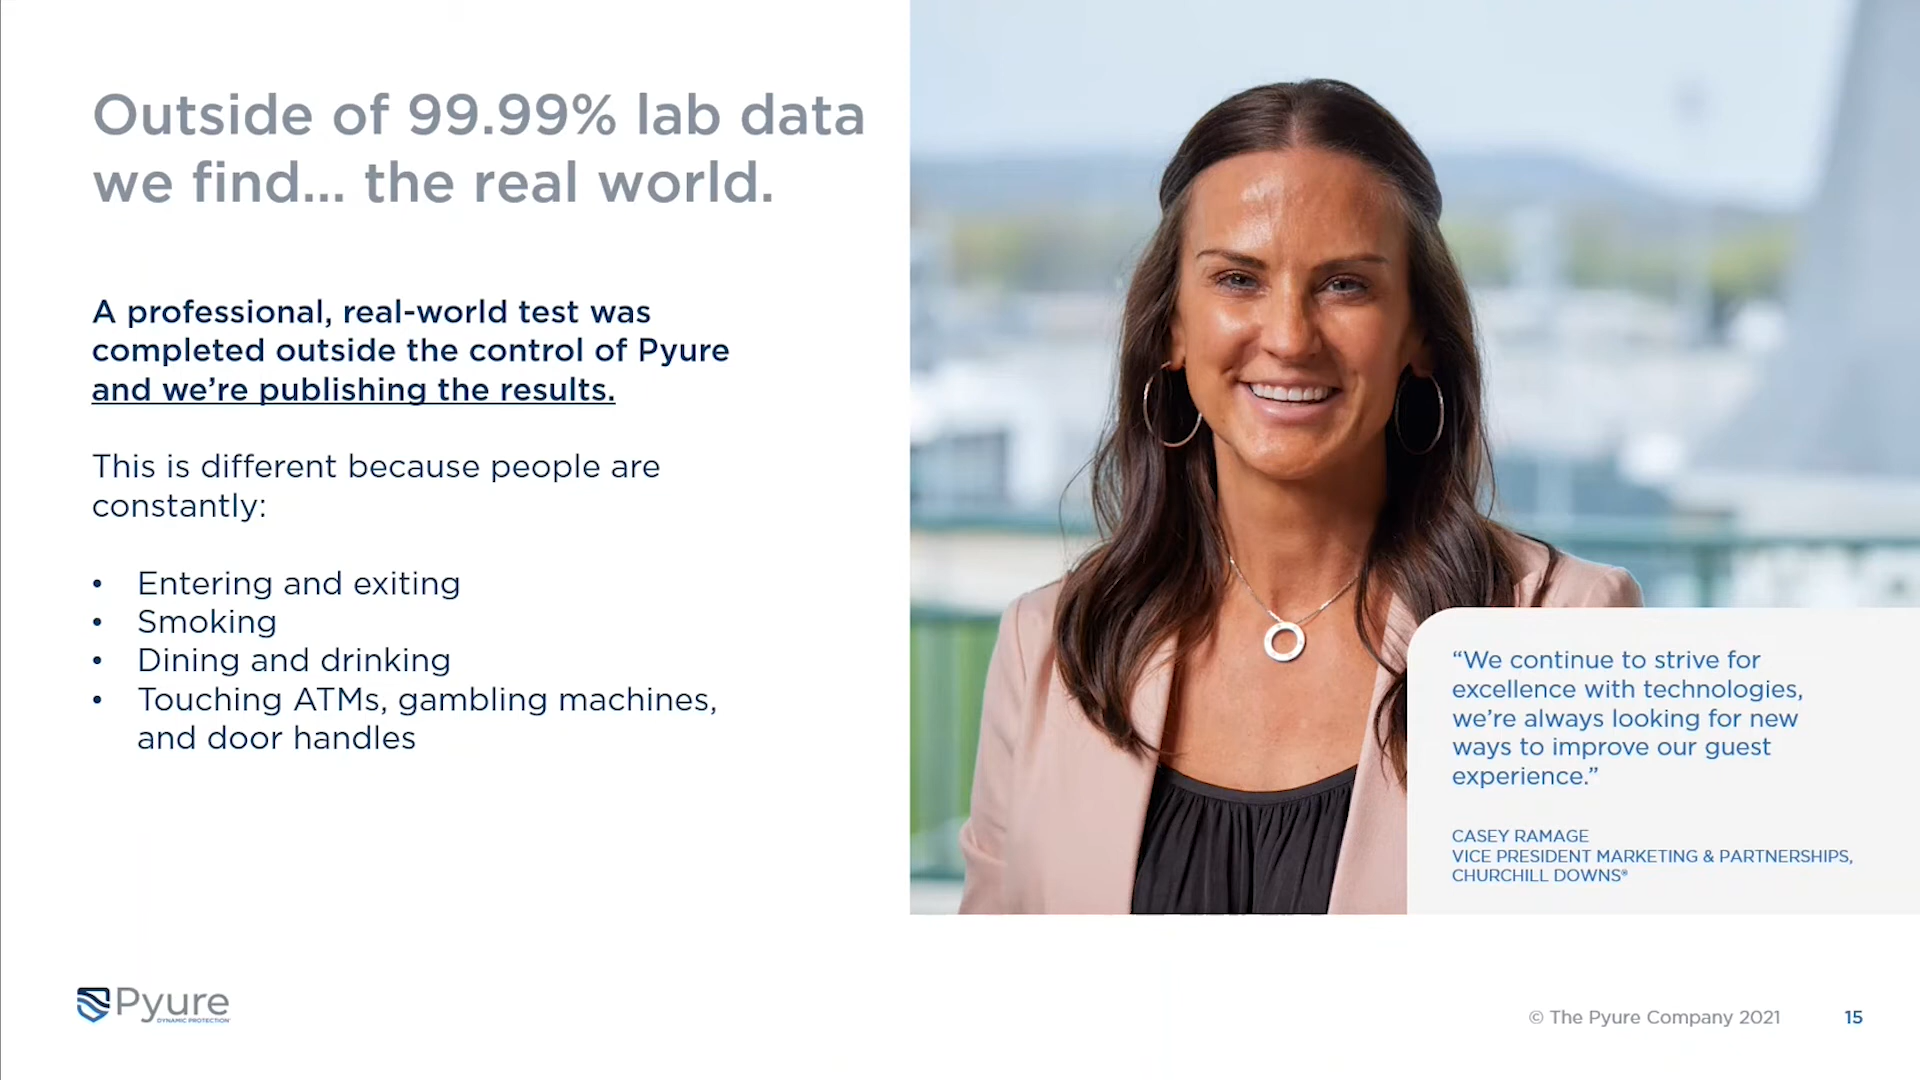 Outside of 99.99% lab data
we find... the real world.
A professional, real-world test was
completed outside the control of Pyure
and we're publishing the results.
This is different because people are
constantly:
• Entering and exiting
• Smoking
• Dining and drinking
• Touching ATMs, gambling machines,
and door handles
“We continue to strive for
excellence with technologies,
we're always looking for new
ways to improve our guest
experience.”
CASEY RAMAGE
VICE PRESIDENT MARKETING & PARTNERSHIPS,
CHURCHILL DOWNS®
Pyure
DYNAMIC PROTECTION
© The Pyure Company 2021
15